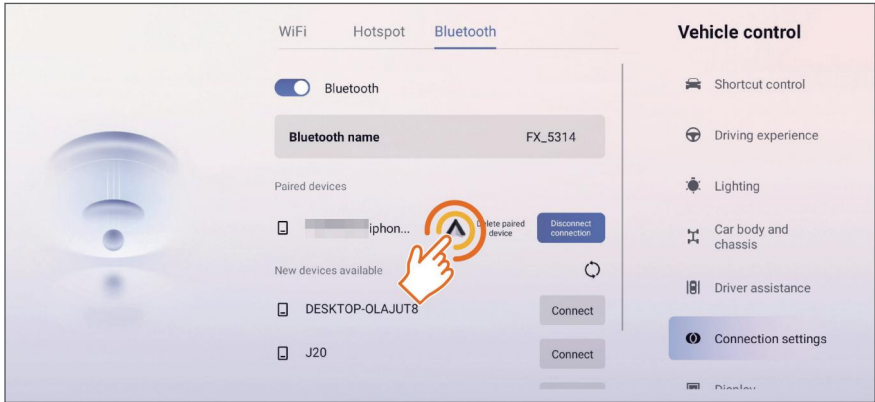 WiFi Hotspot Bluetooth
Bluetooth
Bluetooth name FX_5314
Paired devices
iphon... Delete paired
device
Disconnect
connection
New devices available
DESKTOP-OLAJUT8 Connect
J20 Connect
Vehicle control
Shortcut control
Driving experience
Lighting
Car body and
chassis
Driver assistance
Connection settings
Display